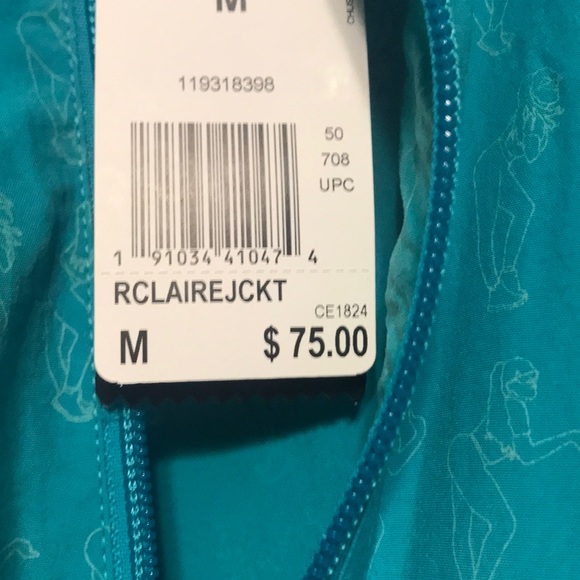 M
119318398
50
708
UPC
1 91034 41047 4
RCLAIREJCKT
CE1824
M $ 75.00